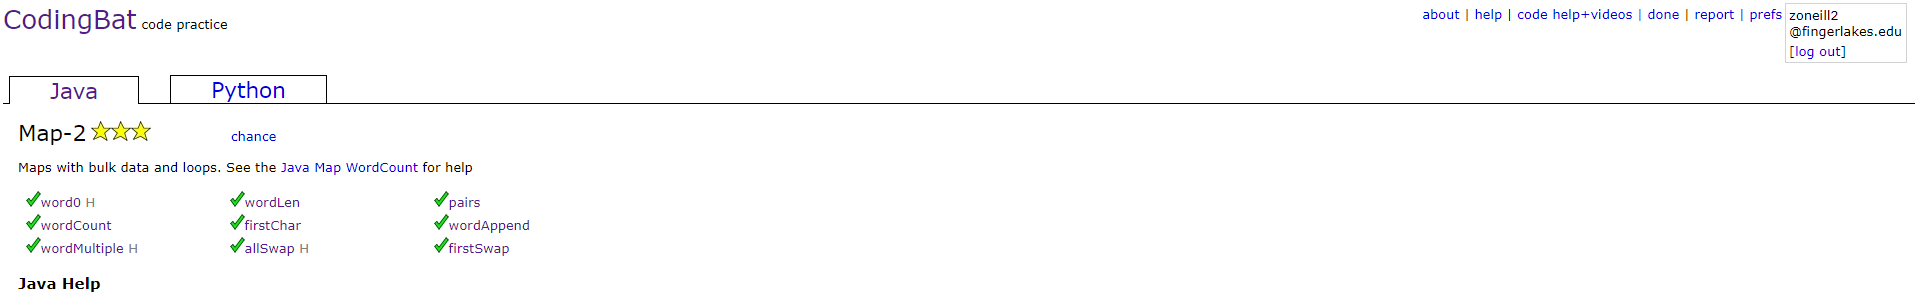 CodingBat code practice
about | help | code help+videos | done | report | prefs
zoneill2
@fingerlakes.edu
[log out]
Java Python
Map-2 chance
Maps with bulk data and loops. See the Java Map WordCount for help
word0 H wordLen pairs
wordCount firstChar wordAppend
wordMultiple H allSwap H firstSwap
Java Help